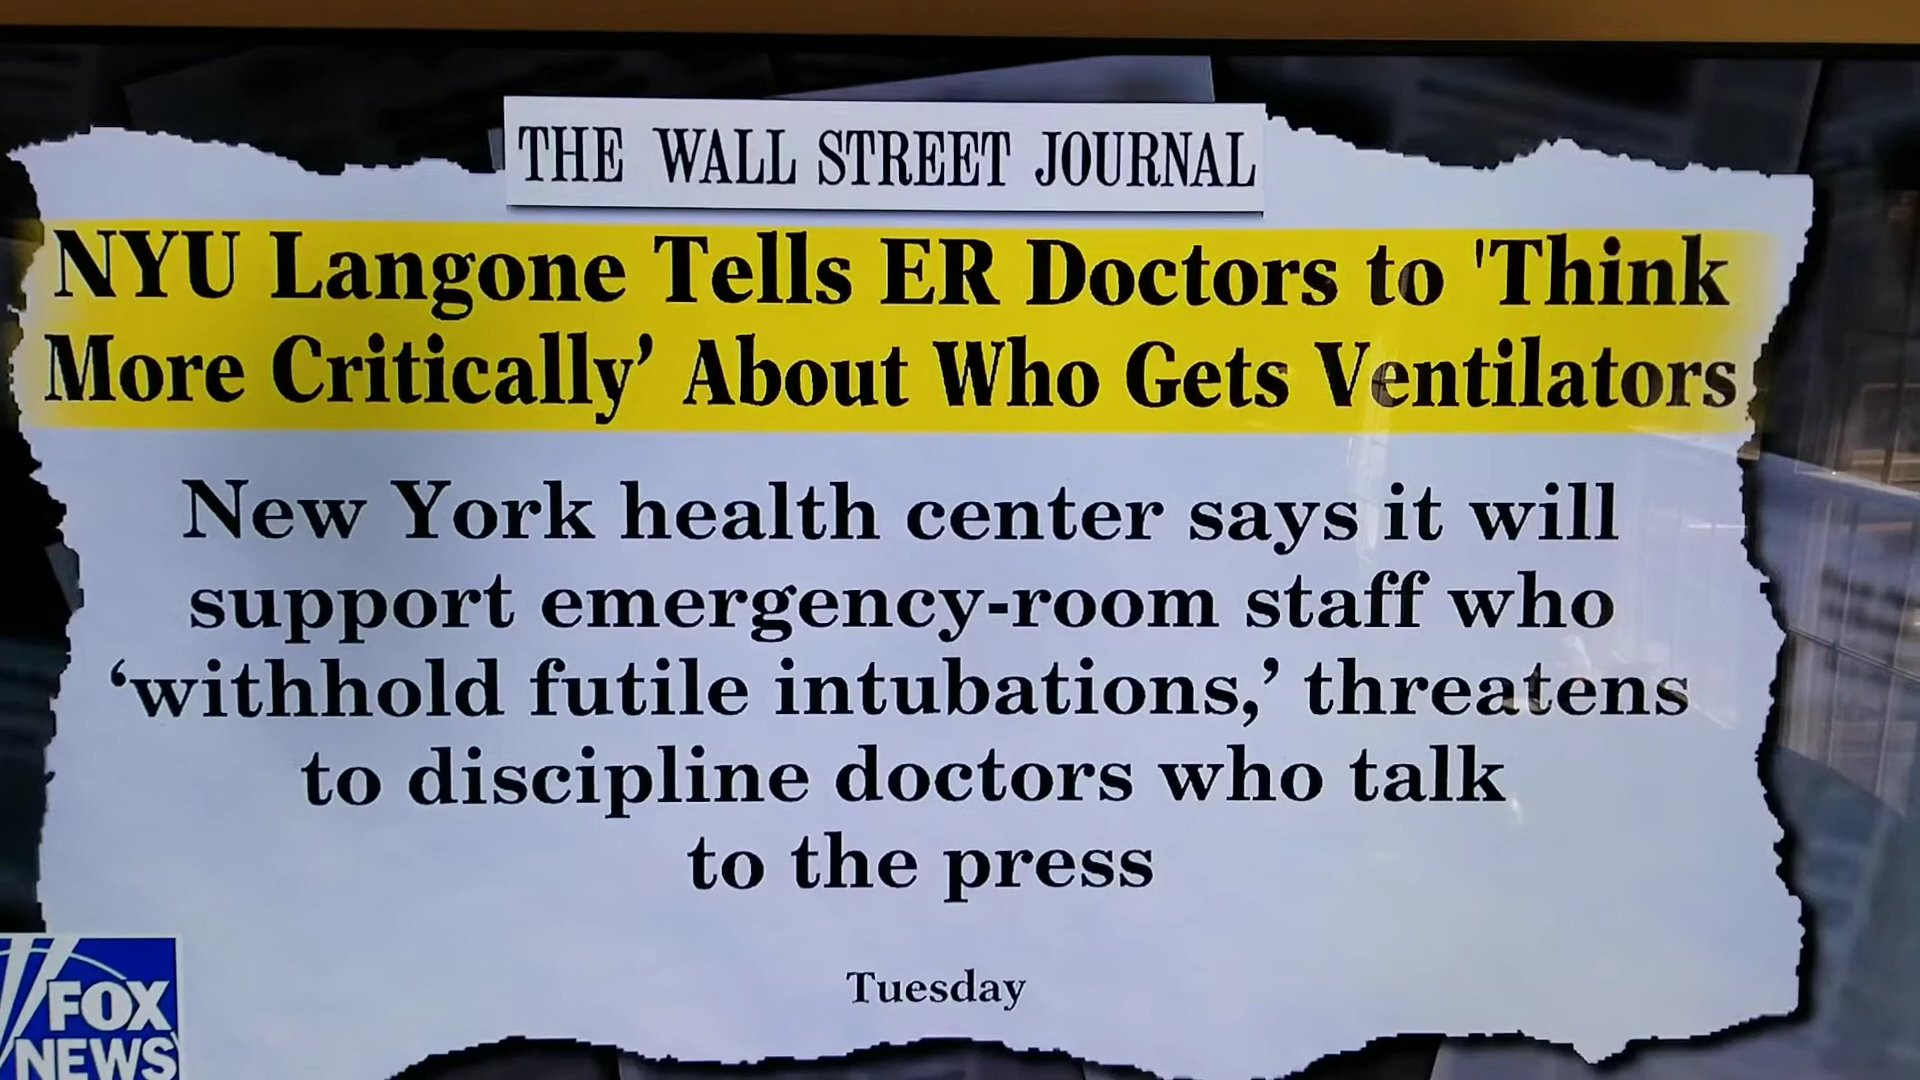 THE WALL STREET JOURNAL
NYU Langone Tells ER Doctors to 'Think
More Critically’ About Who Gets Ventilators
New York health center says it will
support emergency-room staff who
‘withhold futile intubations,’ threatens
to discipline doctors who talk
to the press
Tuesday
FOX
NEWS